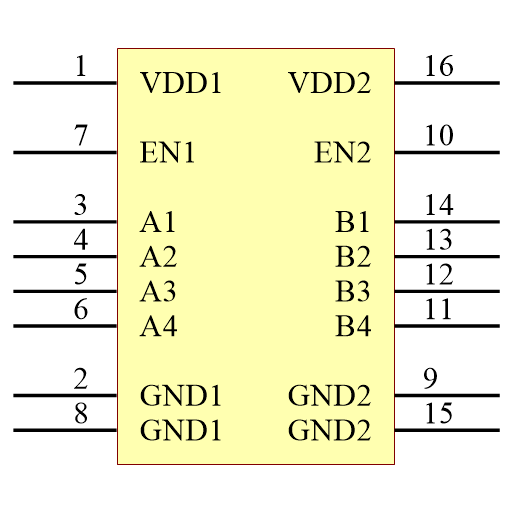 1 VDD1 VDD2 16
7 EN1 EN2 10
3 A1 B1 14
4 A2 B2 13
5 A3 B3 12
6 A4 B4 11
2 GND1 GND2 9
8 GND1 GND2 15